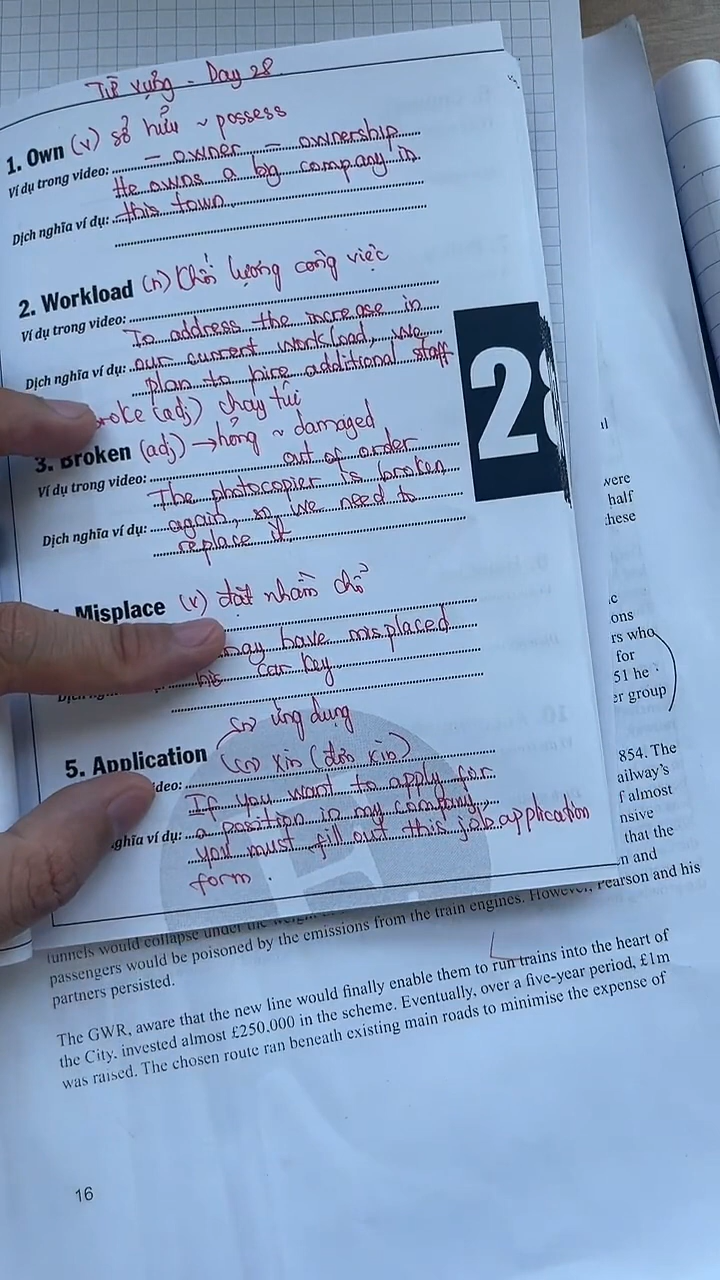 Từ vựng - Day 28
1. Own (v) sở hữu ~ possess
Ví dụ trong video: - owner - ownership
He owns a big company in
Dịch nghĩa ví dụ: this town.
2. Workload (n) khối lượng công việc
Ví dụ trong video:
To address the increase in
Dịch nghĩa ví dụ: our current workload, we
plan to hire additional staff
roke (adj) cháy túi
3. Broken (adj) → hỏng ~ damaged
Ví dụ trong video: out of order
The photocopier is broken
Dịch nghĩa ví dụ: again, so we need to
replace it.
Misplace (v) đặt nhầm chỗ
may have misplaced
his car key
(n) ứng dụng
5. Application (n) xin (đơn xin)
deo:
If you want to apply for
ghĩa ví dụ: a position in my company,
you must fill out this job application
form.
28
were
half
these
ons
rs who
for
51 he
er group
854. The
ailway's
f almost
nsive
that the
n and
tunnels would collapse under the
However, Pearson and his
passengers would be poisoned by the emissions from the train engines.
partners persisted.
The GWR, aware that the new line would finally enable them to run trains into the heart of
the City, invested almost £250,000 in the scheme. Eventually, over a five-year period, £1m
was raised. The chosen route ran beneath existing main roads to minimise the expense of
16